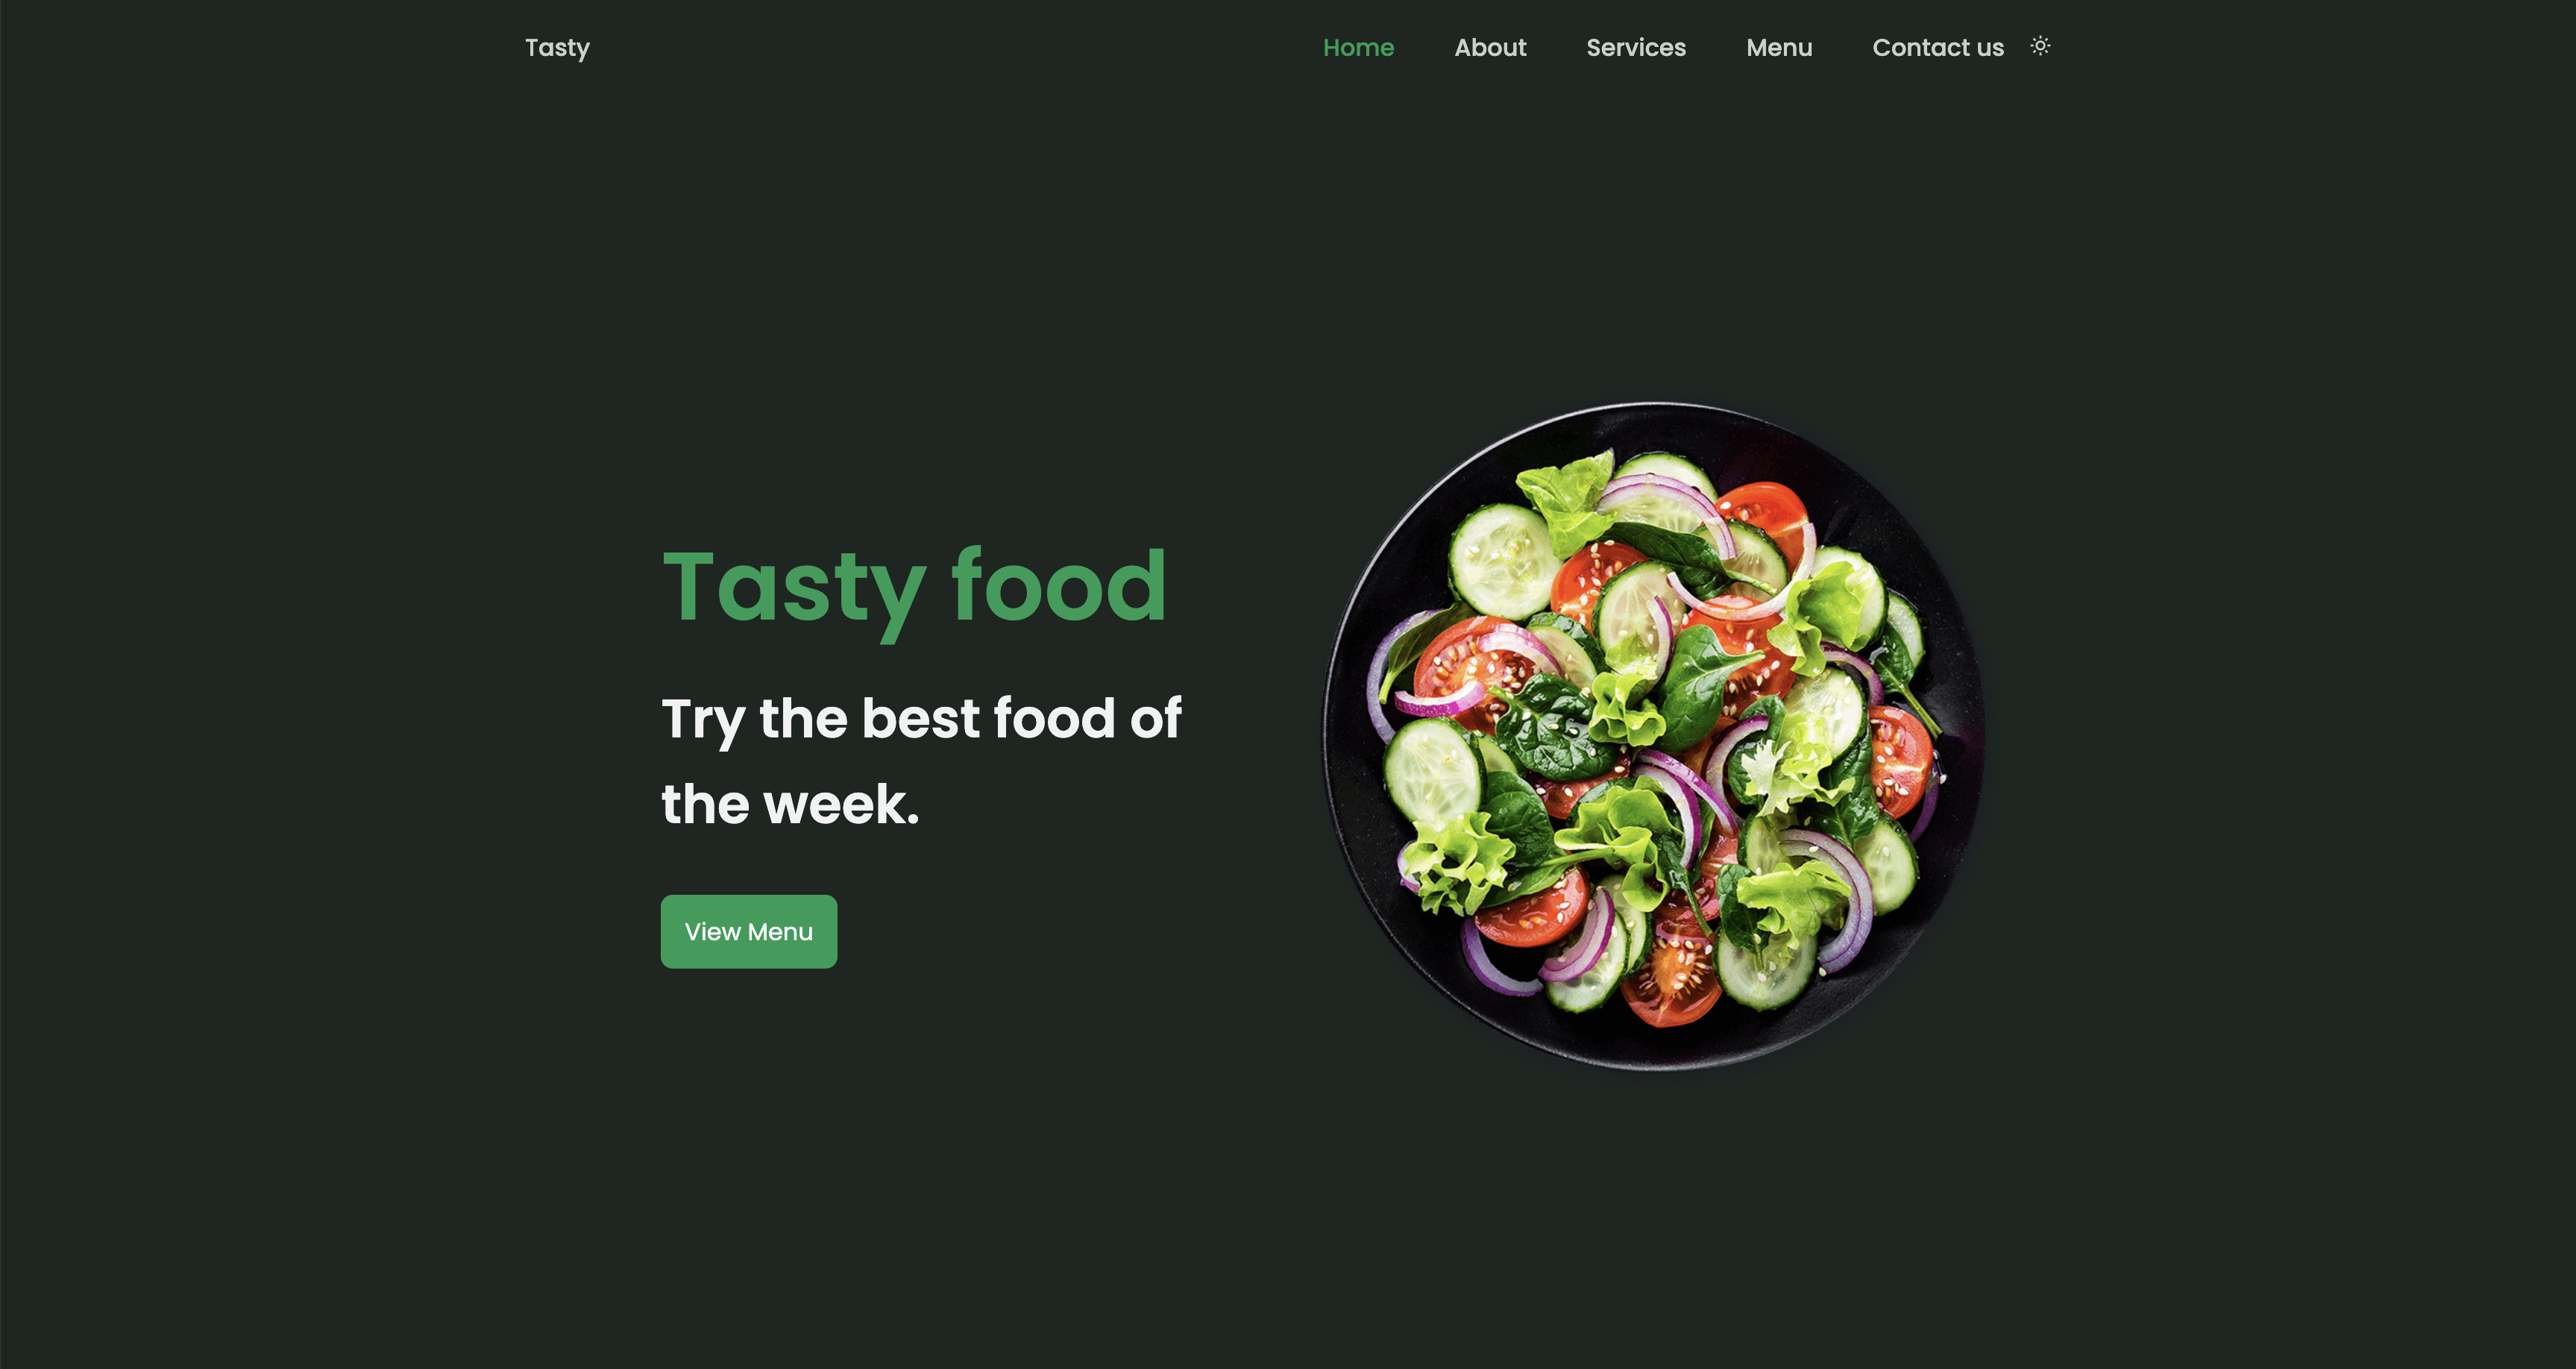 Tasty
Home About Services Menu Contact us
Tasty food
Try the best food of
the week.
View Menu